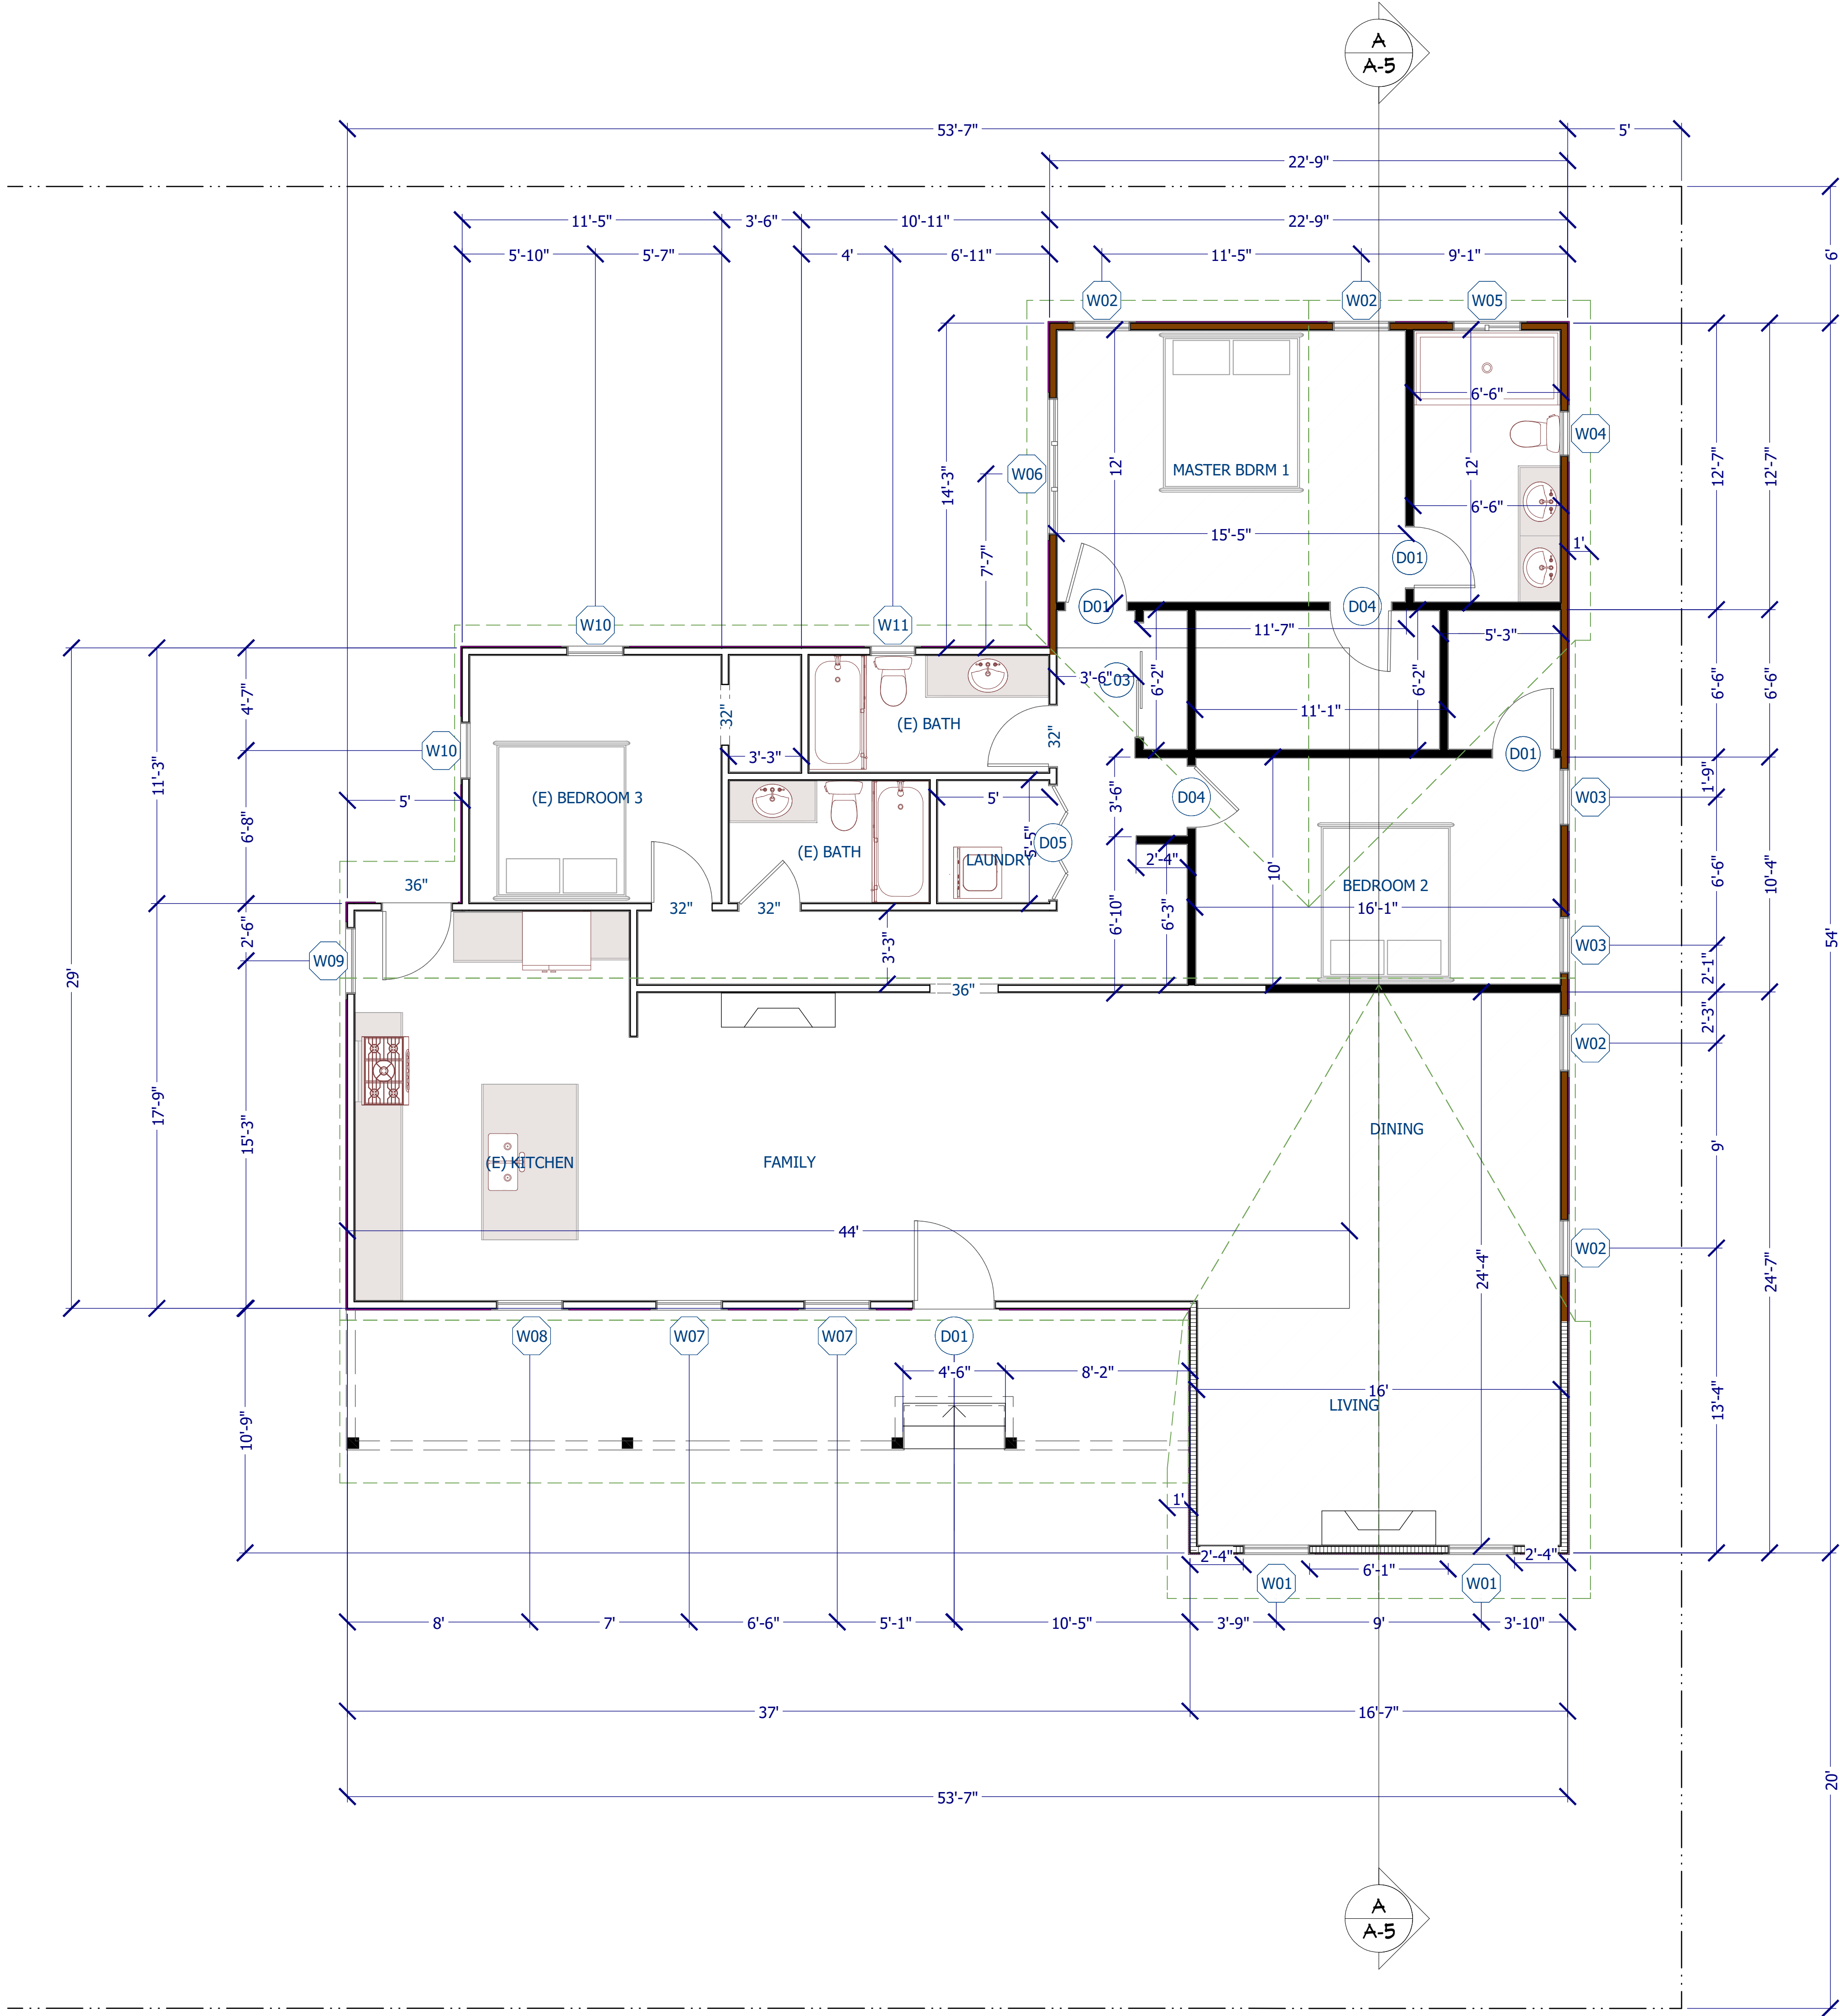 A
A-5
53'-7"
5'
22'-9"
11'-5"
3'-6"
10'-11"
22'-9"
5'-10"
5'-7"
4'
6'-11"
11'-5"
9'-1"
6'
W02
W02
W05
14'-3"
12'-7"
12'-7"
6'-6"
W04
W06
12'
MASTER BDRM 1
12'
6'-6"
15'-5"
1'
7'-7"
D01
D01
D04
W10
W11
11'-7"
5'-3"
3'-6"
D03
6'-2"
6'-2"
6'-6"
6'-6"
4'-7"
32"
(E) BATH
32"
11'-1"
W10
3'-3"
D01
11'-3"
5'
(E) BEDROOM 3
5'
3'-6"
D04
1'-9"
W03
6'-8"
(E) BATH
LAUNDRY
5'-5"
D05
2'-4"
10'
BEDROOM 2
6'-6"
10'-4"
36"
32"
32"
16'-1"
2'-6"
6'-10"
6'-3"
54'
W09
3'-3"
W03
2'-1"
29'
36"
2'-3"
W02
17'-9"
15'-3"
DINING
9'
(E) KITCHEN
FAMILY
44'
24'-4"
W02
24'-7"
W08
W07
W07
D01
4'-6"
8'-2"
16'
LIVING
13'-4"
10'-9"
1'
2'-4"
6'-1"
2'-4"
W01
W01
8'
7'
6'-6"
5'-1"
10'-5"
3'-9"
9'
3'-10"
37'
16'-7"
20'
53'-7"
A
A-5